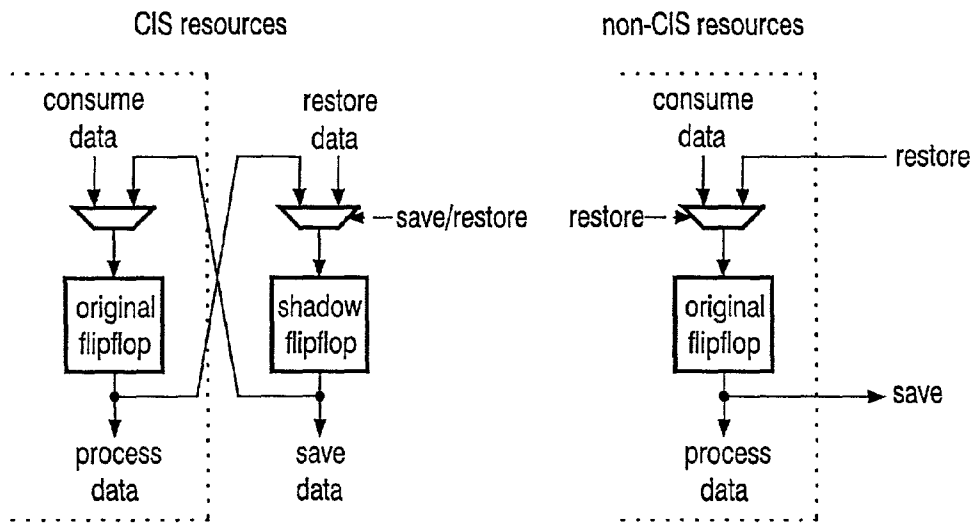 CIS resources
consume
data
restore
data
save/restore
original
flipflop
shadow
flipflop
process
data
save
data
non-CIS resources
consume
data
restore
restore
original
flipflop
save
process
data